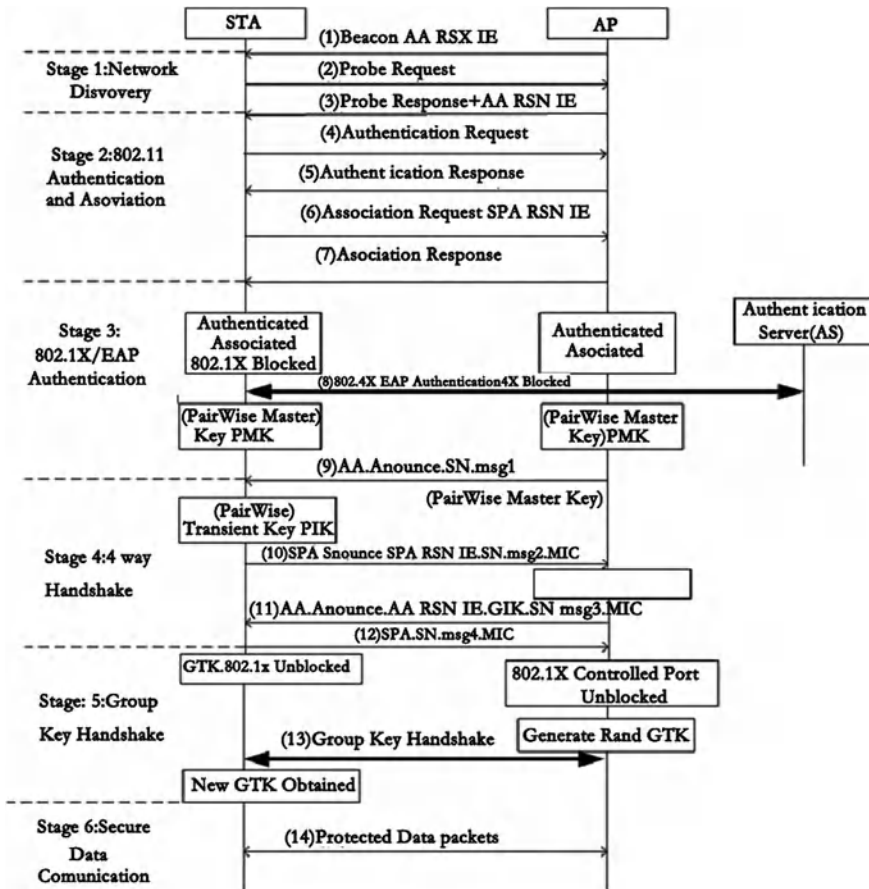 STA
AP
(1)Beacon AA RSX IE
Stage 1:Network
Disvovery
(2)Probe Request
(3)Probe Response+AA RSN IE
Stage 2:802.11
Authentication
and Asoviation
(4)Authentication Request
(5)Authent ication Response
(6)Association Request SPA RSN IE
(7)Asociation Response
Stage 3:
802.1X/EAP
Authentication
Authenticated
Associated
802.1X Blocked
Authenticated
Asociated
Authent ication
Server(AS)
(8)802.4X EAP Authentication4X Blocked
(PairWise Master)
Key PMK
(PairWise Master
Key)PMK
(9)AA.Anounce.SN.msg1
(PairWise Master Key)
(PairWise)
Transient Key PIK
Stage 4:4 way
Handshake
(10)SPA Snounce SPA RSN IE.SN.msg2.MIC
(11)AA.Anounce.AA RSN IE.GIK.SN msg3.MIC
(12)SPA.SN.msg4.MIC
GTK.802.1x Unblocked
802.1X Controlled Port
Unblocked
Stage: 5:Group
Key Handshake
(13)Group Key Handshake
Generate Rand GTK
New GTK Obtained
Stage 6:Secure
Data
Comunication
(14)Protected Data packets